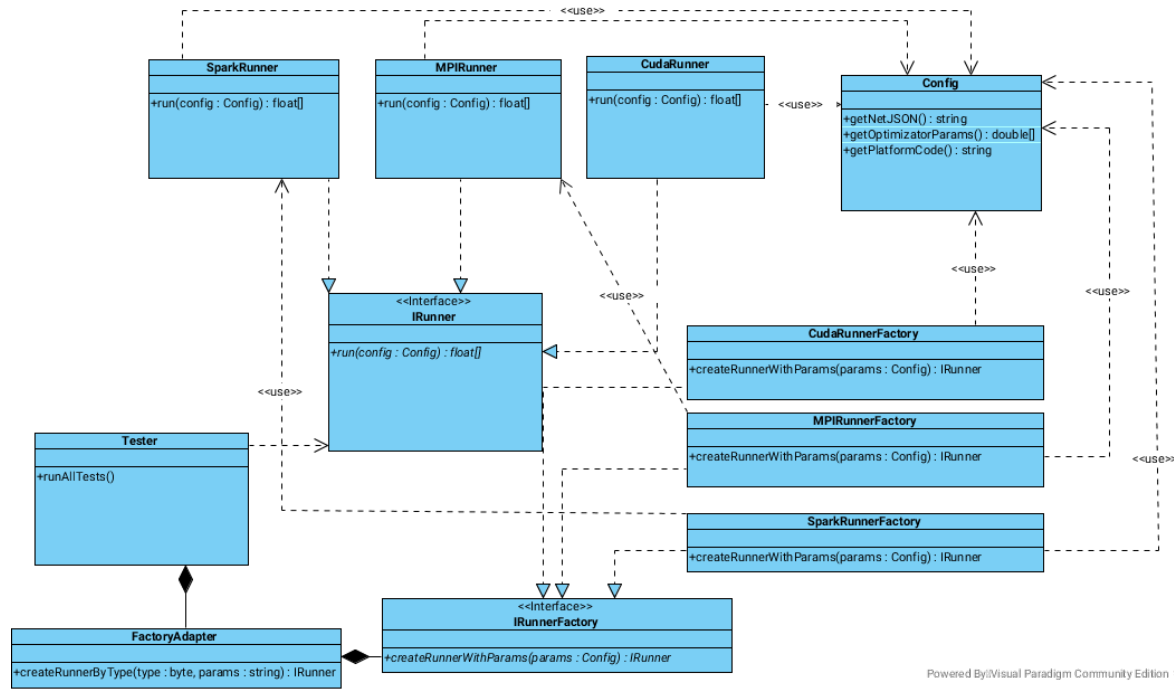 <<use>>
SparkRunner
+run(config : Config) : float[]
MPIRunner
+run(config : Config) : float[]
CudaRunner
+run(config : Config) : float[]
<<use>>
Config
+getNetJSON() : string
+getOptimizatorParams() : double[]
+getPlatformCode() : string
<<use>>
<<use>>
<<use>>
<<Interface>>
IRunner
+run(config : Config) : float[]
CudaRunnerFactory
+createRunnerWithParams(params : Config) : IRunner
<<use>>
MPIRunnerFactory
+createRunnerWithParams(params : Config) : IRunner
<<use>>
Tester
+runAllTests()
SparkRunnerFactory
+createRunnerWithParams(params : Config) : IRunner
<<Interface>>
IRunnerFactory
+createRunnerWithParams(params : Config) : IRunner
FactoryAdapter
+createRunnerByType(type : byte, params : string) : IRunner
Powered By Visual Paradigm Community Edition